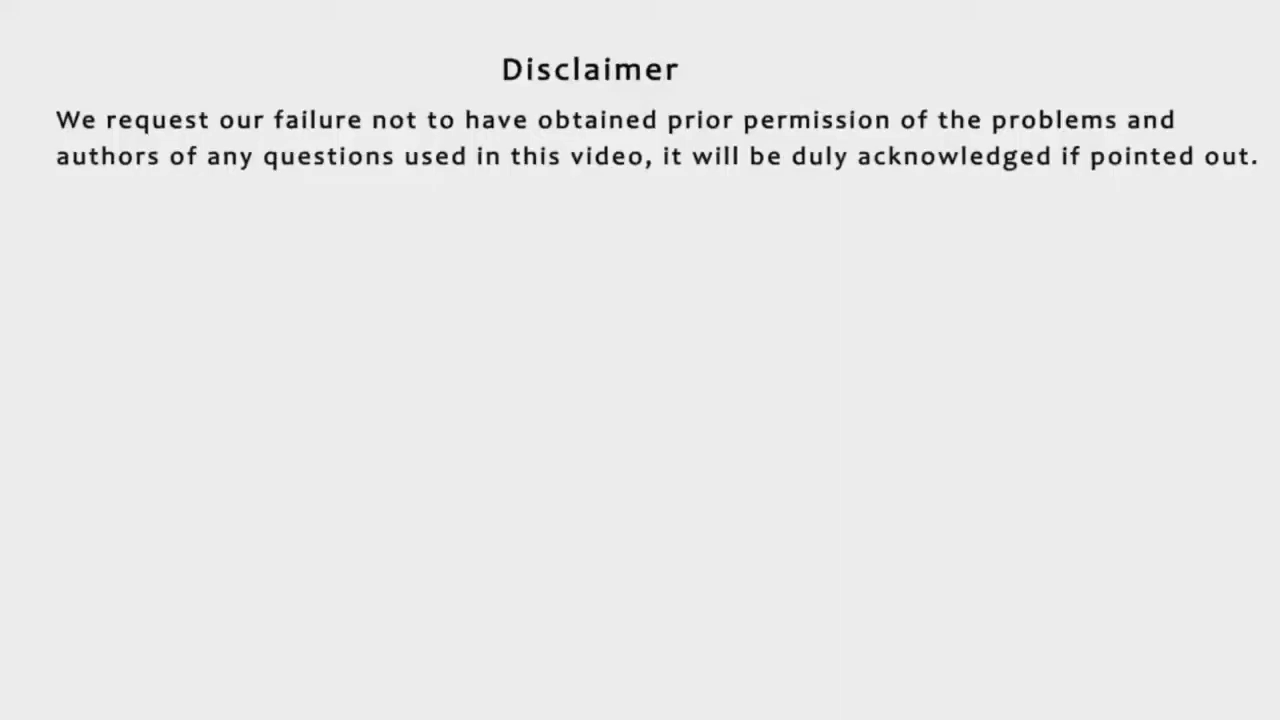 Disclaimer
We request our failure not to have obtained prior permission of the problems and
authors of any questions used in this video, it will be duly acknowledged if pointed out.